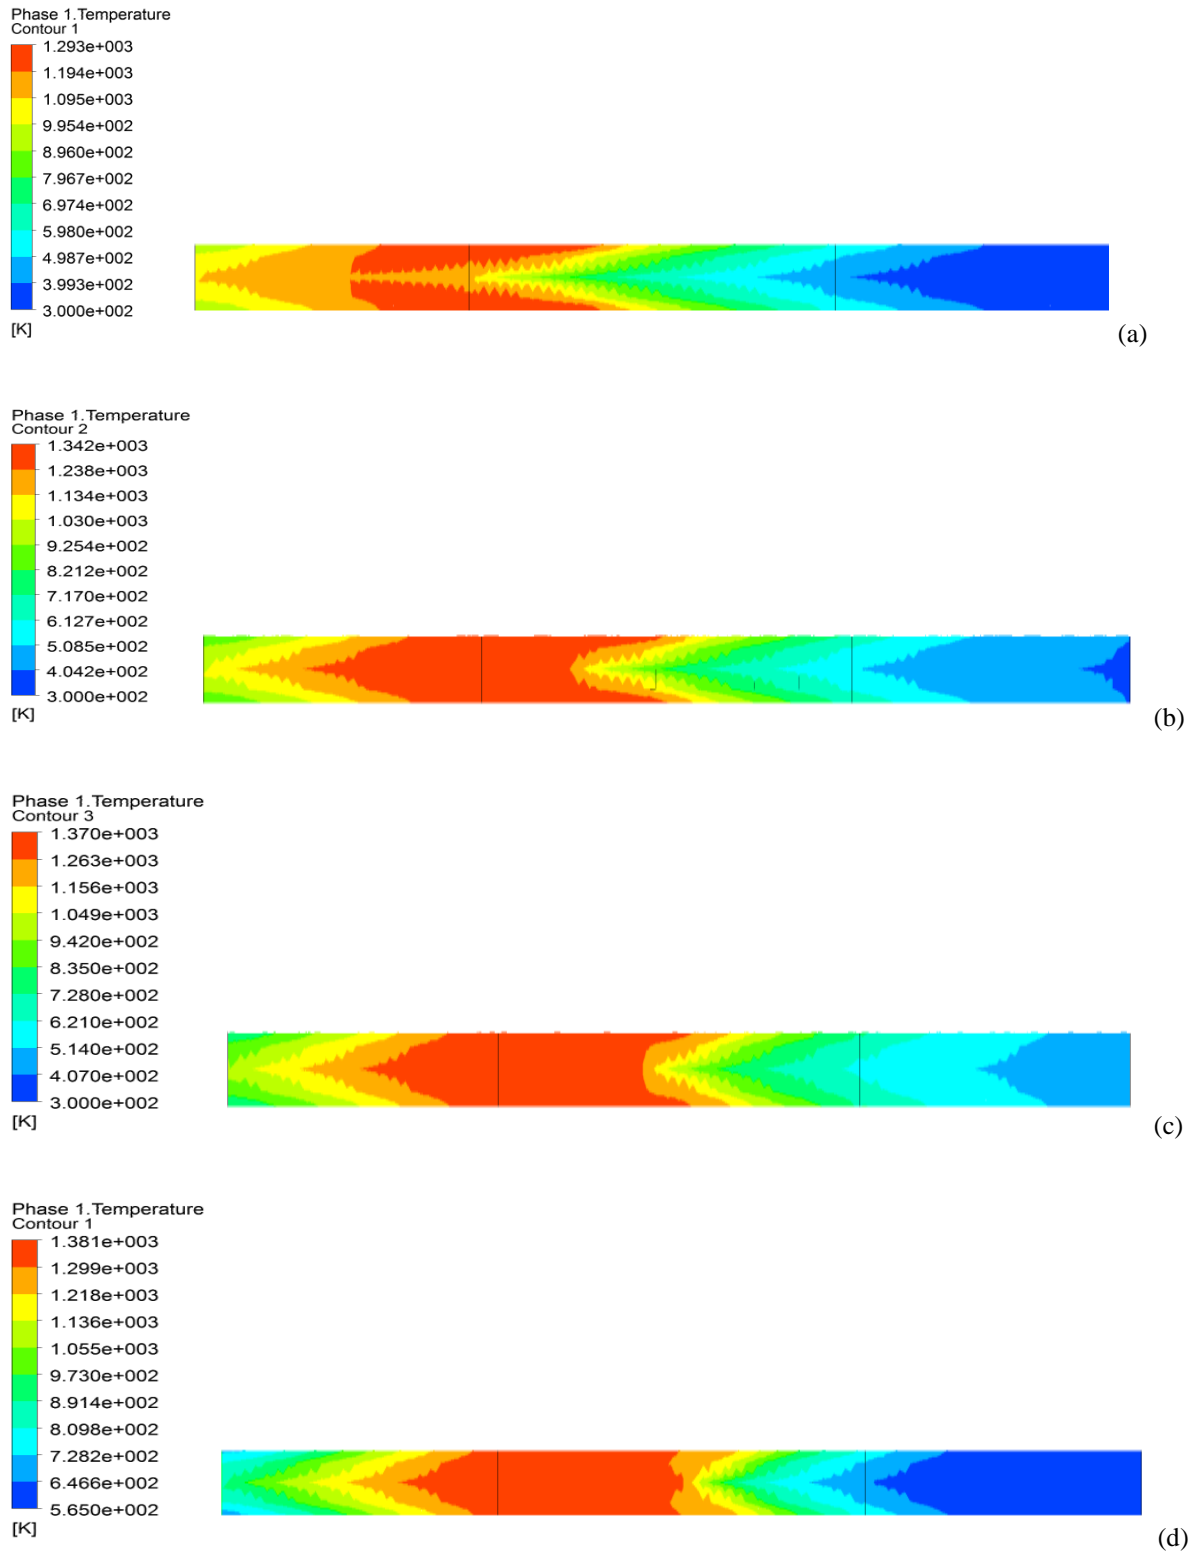 Phase 1.Temperature
Contour 1
1.293e+003
1.194e+003
1.095e+003
9.954e+002
8.960e+002
7.967e+002
6.974e+002
5.980e+002
4.987e+002
3.993e+002
3.000e+002
[K]
(a)
Phase 1.Temperature
Contour 2
1.342e+003
1.238e+003
1.134e+003
1.030e+003
9.254e+002
8.212e+002
7.170e+002
6.127e+002
5.085e+002
4.042e+002
3.000e+002
[K]
(b)
Phase 1.Temperature
Contour 3
1.370e+003
1.263e+003
1.156e+003
1.049e+003
9.420e+002
8.350e+002
7.280e+002
6.210e+002
5.140e+002
4.070e+002
3.000e+002
[K]
(c)
Phase 1.Temperature
Contour 1
1.381e+003
1.299e+003
1.218e+003
1.136e+003
1.055e+003
9.730e+002
8.914e+002
8.098e+002
7.282e+002
6.466e+002
5.650e+002
[K]
(d)